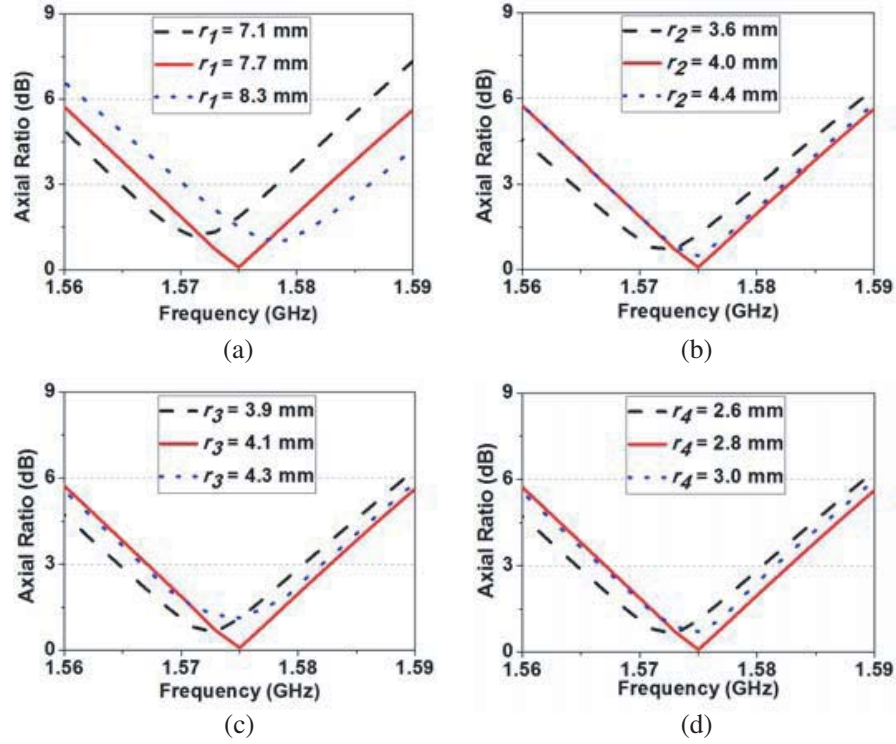 9
6
3
0
Axial Ratio (dB)
r1 = 7.1 mm
r1 = 7.7 mm
r1 = 8.3 mm
1.56 1.57 1.58 1.59
Frequency (GHz)
(a)
9
6
3
0
Axial Ratio (dB)
r2 = 3.6 mm
r2 = 4.0 mm
r2 = 4.4 mm
1.56 1.57 1.58 1.59
Frequency (GHz)
(b)
9
6
3
0
Axial Ratio (dB)
r3 = 3.9 mm
r3 = 4.1 mm
r3 = 4.3 mm
1.56 1.57 1.58 1.59
Frequency (GHz)
(c)
9
6
3
0
Axial Ratio (dB)
r4 = 2.6 mm
r4 = 2.8 mm
r4 = 3.0 mm
1.56 1.57 1.58 1.59
Frequency (GHz)
(d)